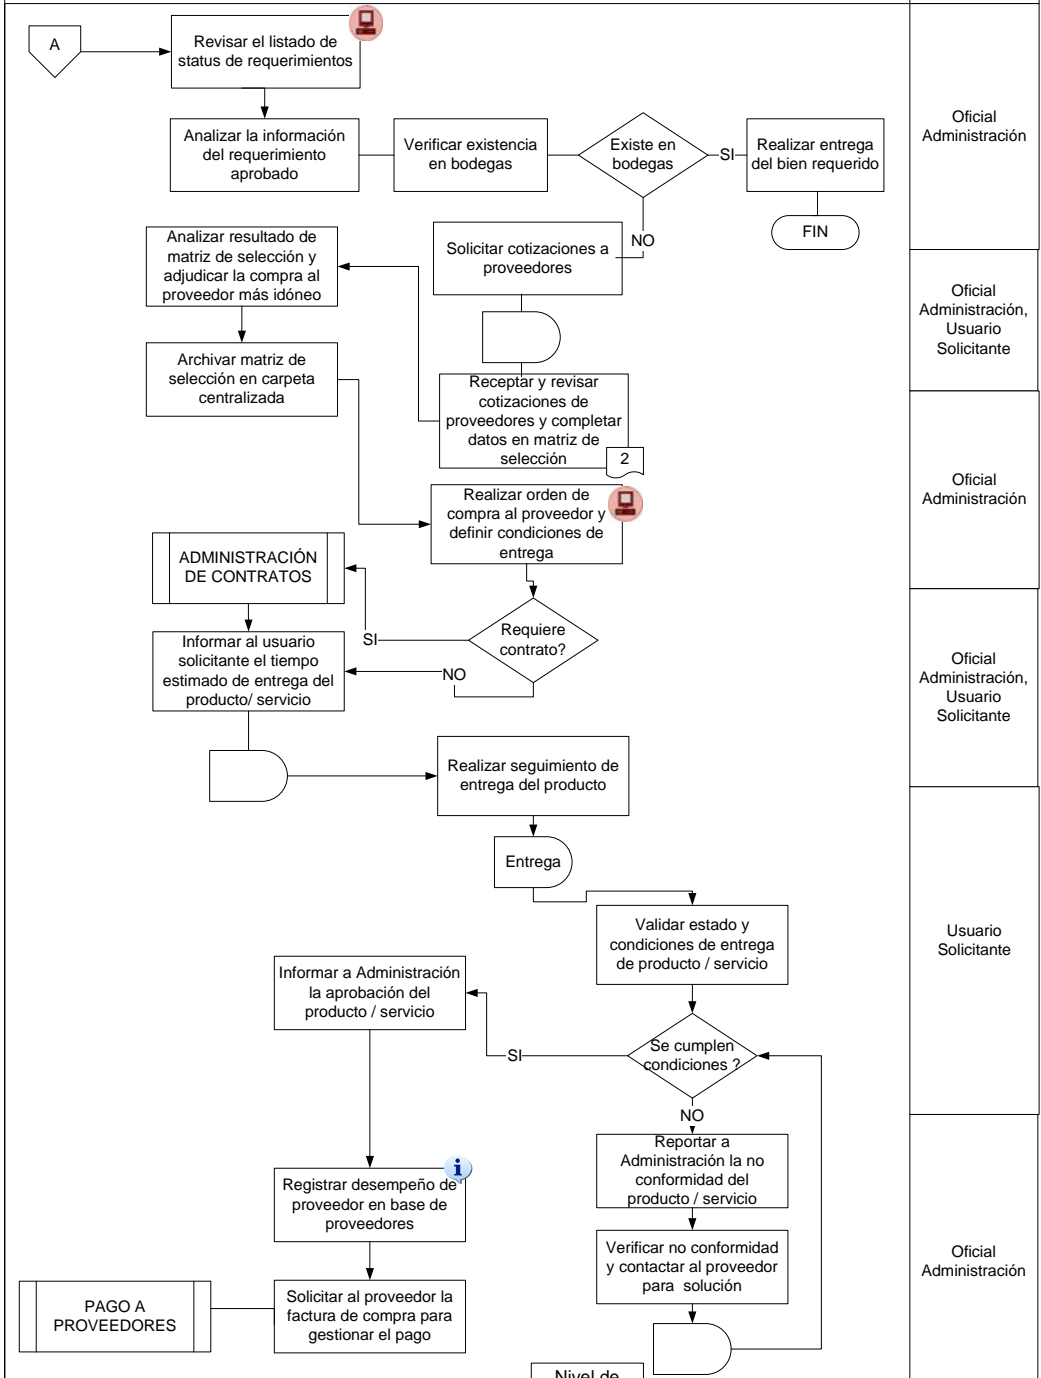 A
Revisar el listado de
status de requerimientos
Oficial
Administración
Analizar la información
del requerimiento
aprobado
Verificar existencia
en bodegas
Existe en
bodegas
SI
Realizar entrega
del bien requerido
FIN
NO
Analizar resultado de
matriz de selección y
adjudicar la compra al
proveedor más idóneo
Solicitar cotizaciones a
proveedores
Oficial
Administración,
Usuario
Solicitante
Archivar matriz de
selección en carpeta
centralizada
Receptar y revisar
cotizaciones de
proveedores y completar
datos en matriz de
selección
2
Oficial
Administración
Realizar orden de
compra al proveedor y
definir condiciones de
entrega
ADMINISTRACIÓN
DE CONTRATOS
Requiere
contrato?
SI
NO
Informar al usuario
solicitante el tiempo
estimado de entrega del
producto/ servicio
Oficial
Administración,
Usuario
Solicitante
Realizar seguimiento de
entrega del producto
Entrega
Validar estado y
condiciones de entrega
de producto / servicio
Usuario
Solicitante
Informar a Administración
la aprobación del
producto / servicio
Se cumplen
condiciones ?
SI
NO
Reportar a
Administración la no
conformidad del
producto / servicio
Registrar desempeño de
proveedor en base de
proveedores
i
Verificar no conformidad
y contactar al proveedor
para  solución
Oficial
Administración
PAGO A
PROVEEDORES
Solicitar al proveedor la
factura de compra para
gestionar el pago
Nivel de